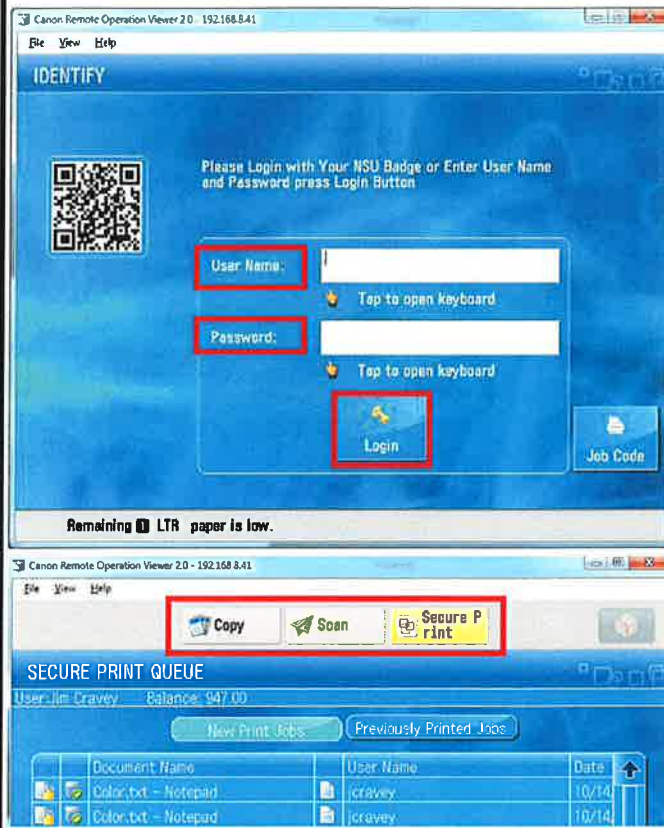 Canon Remote Operation Viewer 2.0 - 192.168.8.41
File View Help
IDENTIFY
Please Login with Your NSU Badge or Enter User Name
and Password press Login Button
User Name:
Tap to open keyboard
Password:
Tap to open keyboard
Login
Job Code
Remaining 1 LTR paper is low.
Canon Remote Operation Viewer 2.0 - 192.168.8.41
File View Help
Copy
Scan
Secure P
rint
SECURE PRINT QUEUE
User: Jim Cravey Balance: 947.00
New Print Jobs Previously Printed Jobs
Document Name User Name Date
Color.txt - Notepad jcravey 10/14/
Color.txt - Notepad jcravey 10/14/